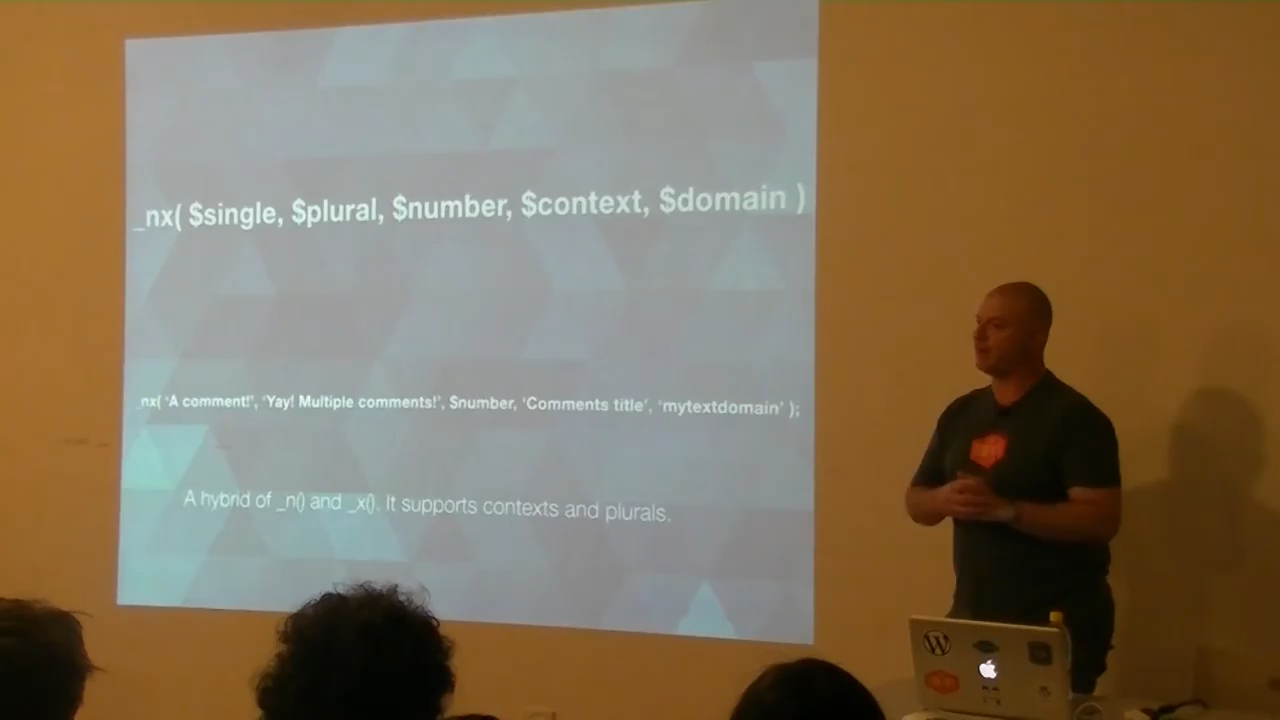 _nx( $single, $plural, $number, $context, $domain )
_nx( ‘A comment!’, ‘Yay! Multiple comments!’, $number, ‘Comments title’, ‘mytextdomain’ );
A hybrid of _n() and _x(). It supports contexts and plurals.